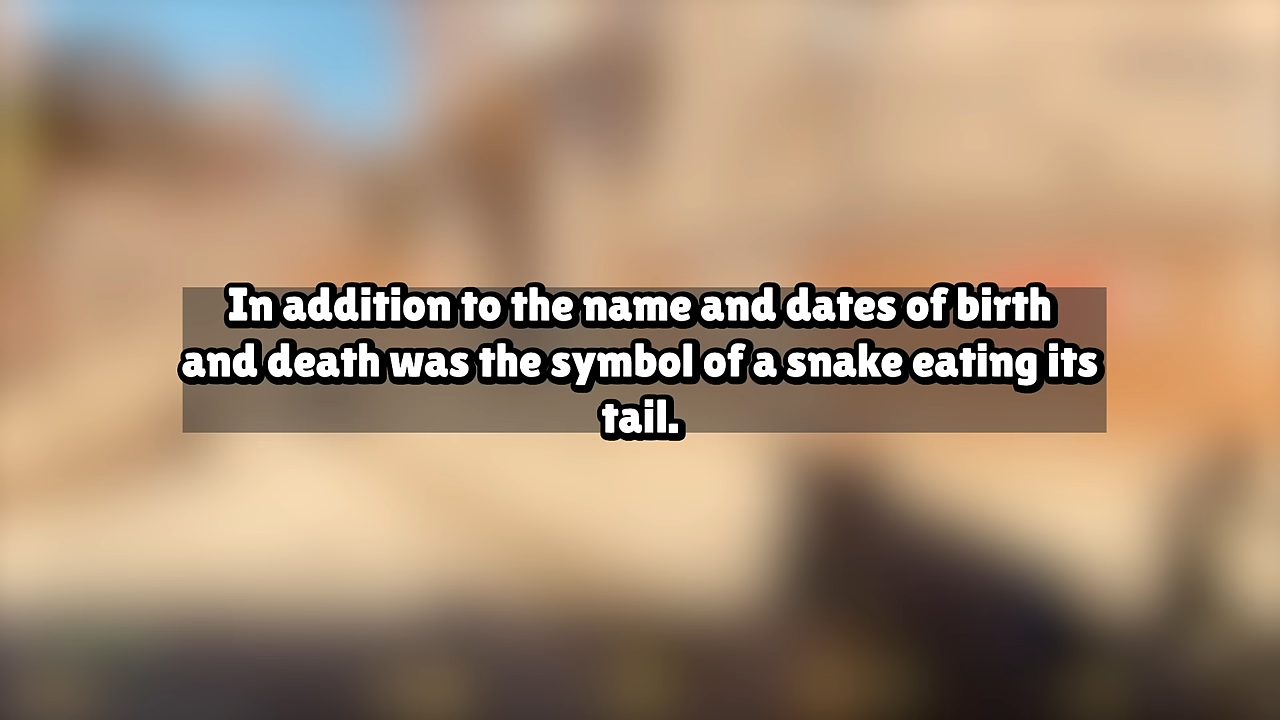 In addition to the name and dates of birth
and death was the symbol of a snake eating its
tail.